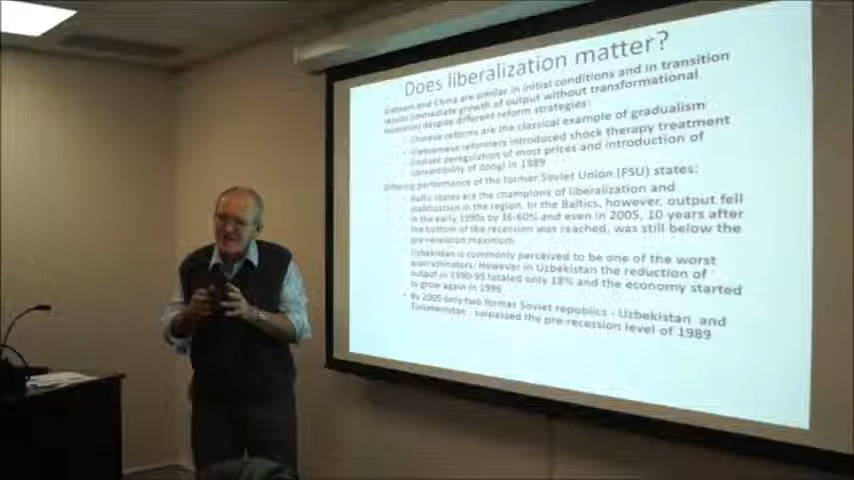 Does liberalization matter?
Vietnam and China are similar in initial conditions and in transition
results (immediate growth of output without transformational
recession) despite different reform strategies:
• Chinese reforms are the classical example of gradualism
• Vietnamese reformers introduced shock therapy treatment
(instant deregulation of most prices and introduction of
convertibility of dong) in 1989
Differing performance of the former Soviet Union (FSU) states:
• Baltic states are the champions of liberalization and
stabilization in the region. In the Baltics, however, output fell
in the early 1990s by 36-60% and even in 2005, 10 years after
the bottom of the recession was reached, was still below the
pre-recession maximum.
Uzbekistan is commonly perceived to be one of the worst
procrastinators. However in Uzbekistan the reduction of
output in 1990-95 totaled only 18% and the economy started
to grow again in 1996
• By 2005 only two former Soviet republics - Uzbekistan and
Turkmenistan - surpassed the pre-recession level of 1989